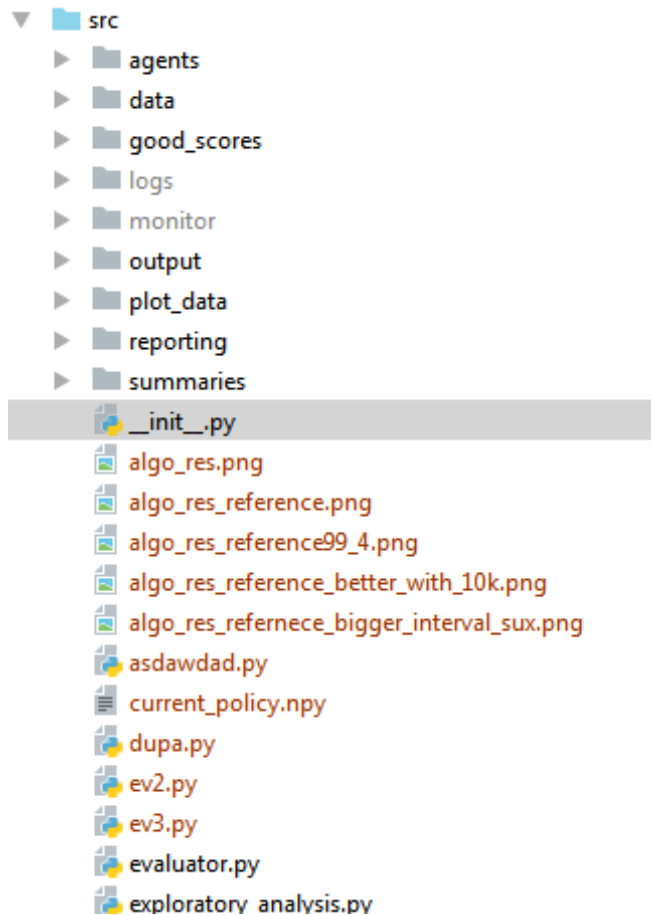 src
agents
data
good_scores
logs
monitor
output
plot_data
reporting
summaries
__init__.py
algo_res.png
algo_res_reference.png
algo_res_reference99_4.png
algo_res_reference_better_with_10k.png
algo_res_refernece_bigger_interval_sux.png
asdawdad.py
current_policy.npy
dupa.py
ev2.py
ev3.py
evaluator.py
exploratory_analysis.py